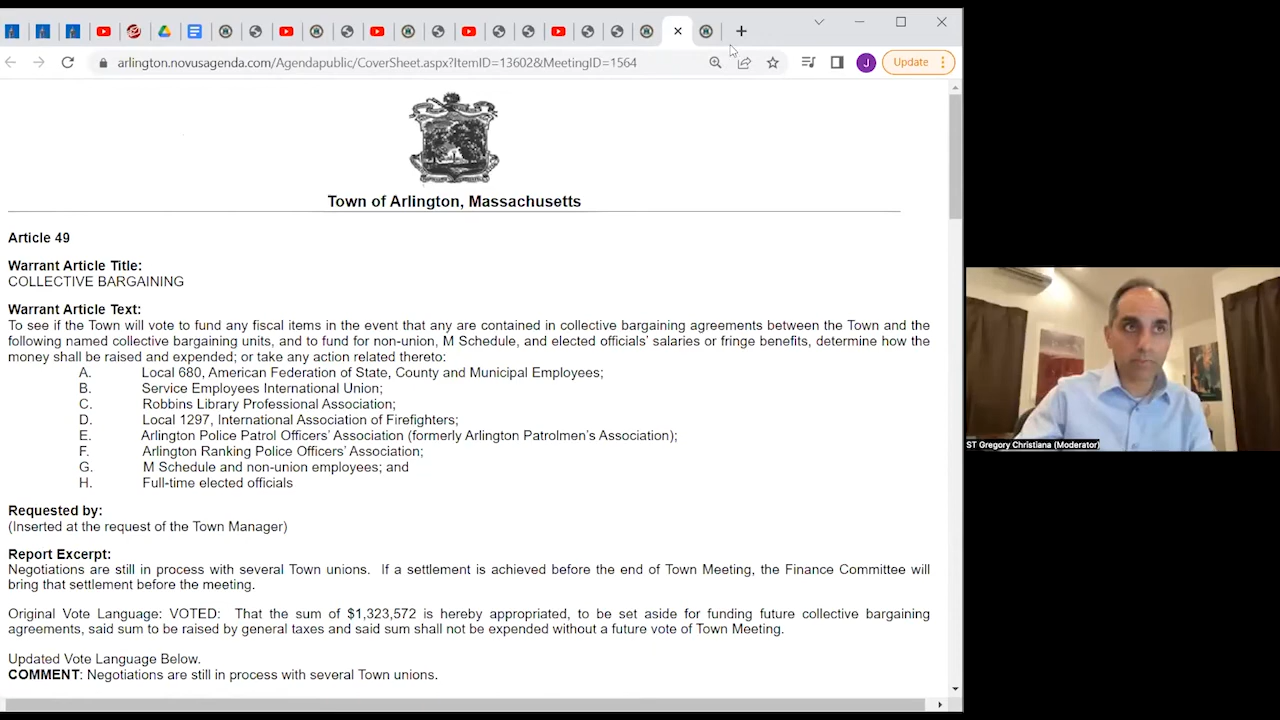 Update
arlington.novusagenda.com/Agendapublic/CoverSheet.aspx?ItemID=13602&MeetingID=1564
J
Town of Arlington, Massachusetts
Article 49
Warrant Article Title:
COLLECTIVE BARGAINING
Warrant Article Text:
To see if the Town will vote to fund any fiscal items in the event that any are contained in collective bargaining agreements between the Town and the
following named collective bargaining units, and to fund for non-union, M Schedule, and elected officials' salaries or fringe benefits, determine how the
money shall be raised and expended; or take any action related thereto:
A. Local 680, American Federation of State, County and Municipal Employees;
B. Service Employees International Union;
C. Robbins Library Professional Association;
D. Local 1297, International Association of Firefighters;
E. Arlington Police Patrol Officers' Association (formerly Arlington Patrolmen's Association);
F. Arlington Ranking Police Officers' Association;
G. M Schedule and non-union employees; and
H. Full-time elected officials
Requested by:
(Inserted at the request of the Town Manager)
Report Excerpt:
Negotiations are still in process with several Town unions. If a settlement is achieved before the end of Town Meeting, the Finance Committee will
bring that settlement before the meeting.
Original Vote Language: VOTED: That the sum of $1,323,572 is hereby appropriated, to be set aside for funding future collective bargaining
agreements, said sum to be raised by general taxes and said sum shall not be expended without a future vote of Town Meeting.
Updated Vote Language Below.
COMMENT: Negotiations are still in process with several Town unions.
ST Gregory Christiana (Moderator)